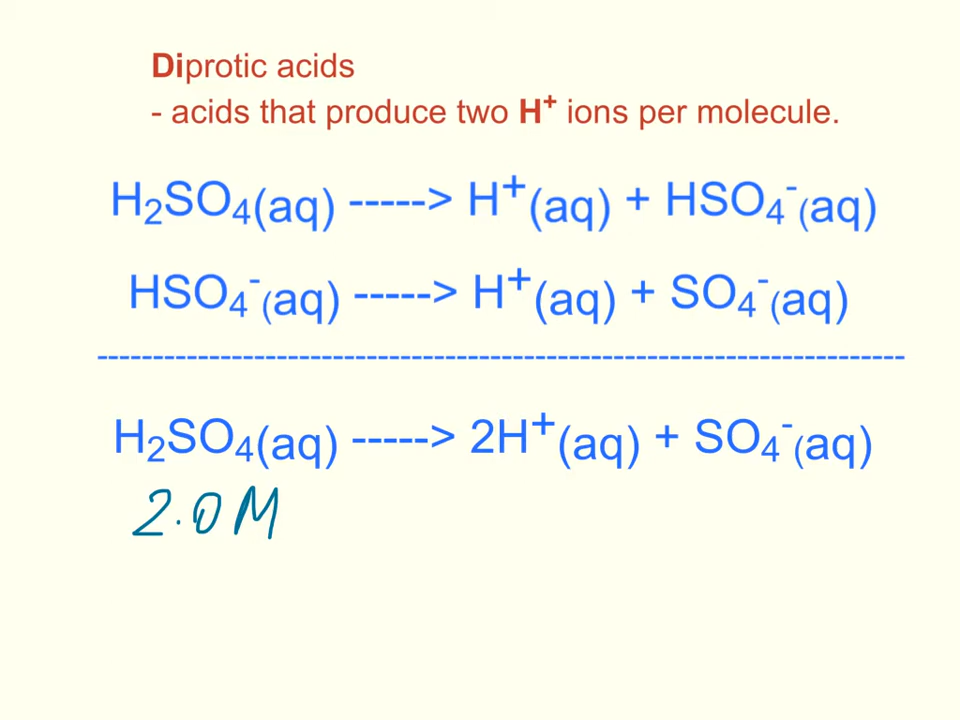 Diprotic acids
- acids that produce two H⁺ ions per molecule.
H₂SO₄(aq) -----> H⁺(aq) + HSO₄⁻(aq)
HSO₄⁻(aq) -----> H⁺(aq) + SO₄⁻(aq)
-------------------------------------------------------------------------
H₂SO₄(aq) -----> 2H⁺(aq) + SO₄⁻(aq)
2.0 M